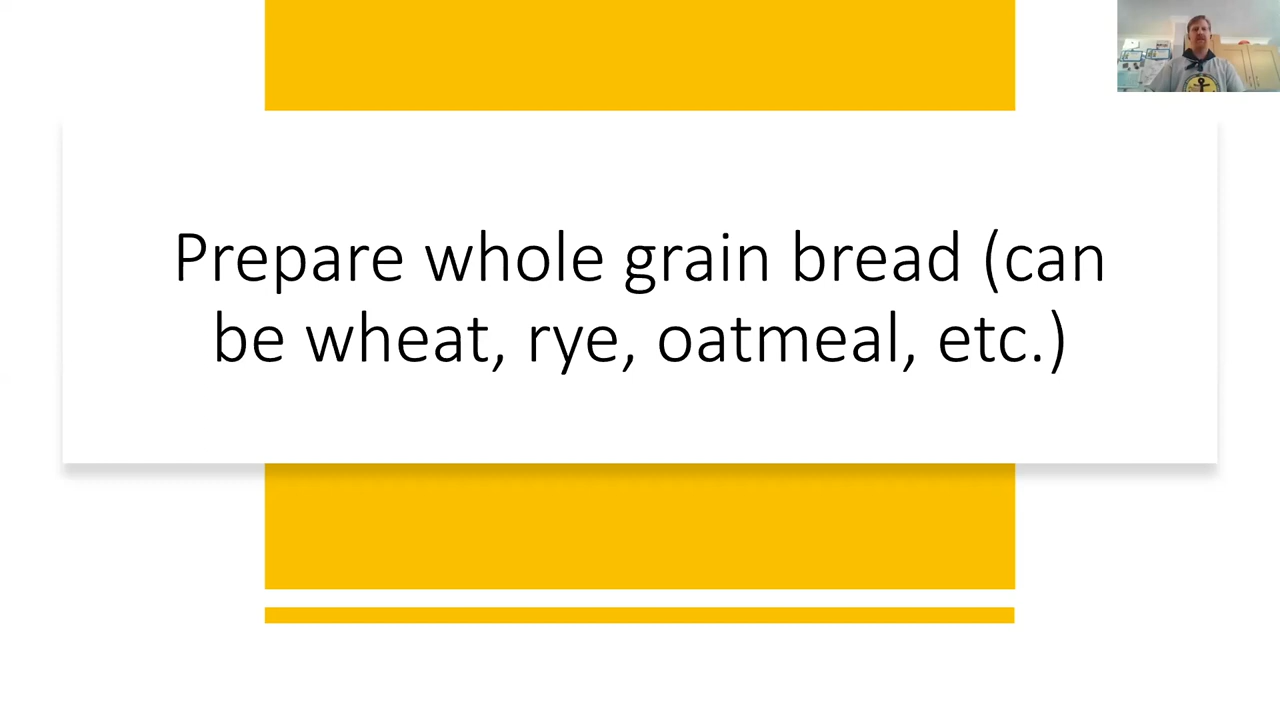 Prepare whole grain bread (can
be wheat, rye, oatmeal, etc.)